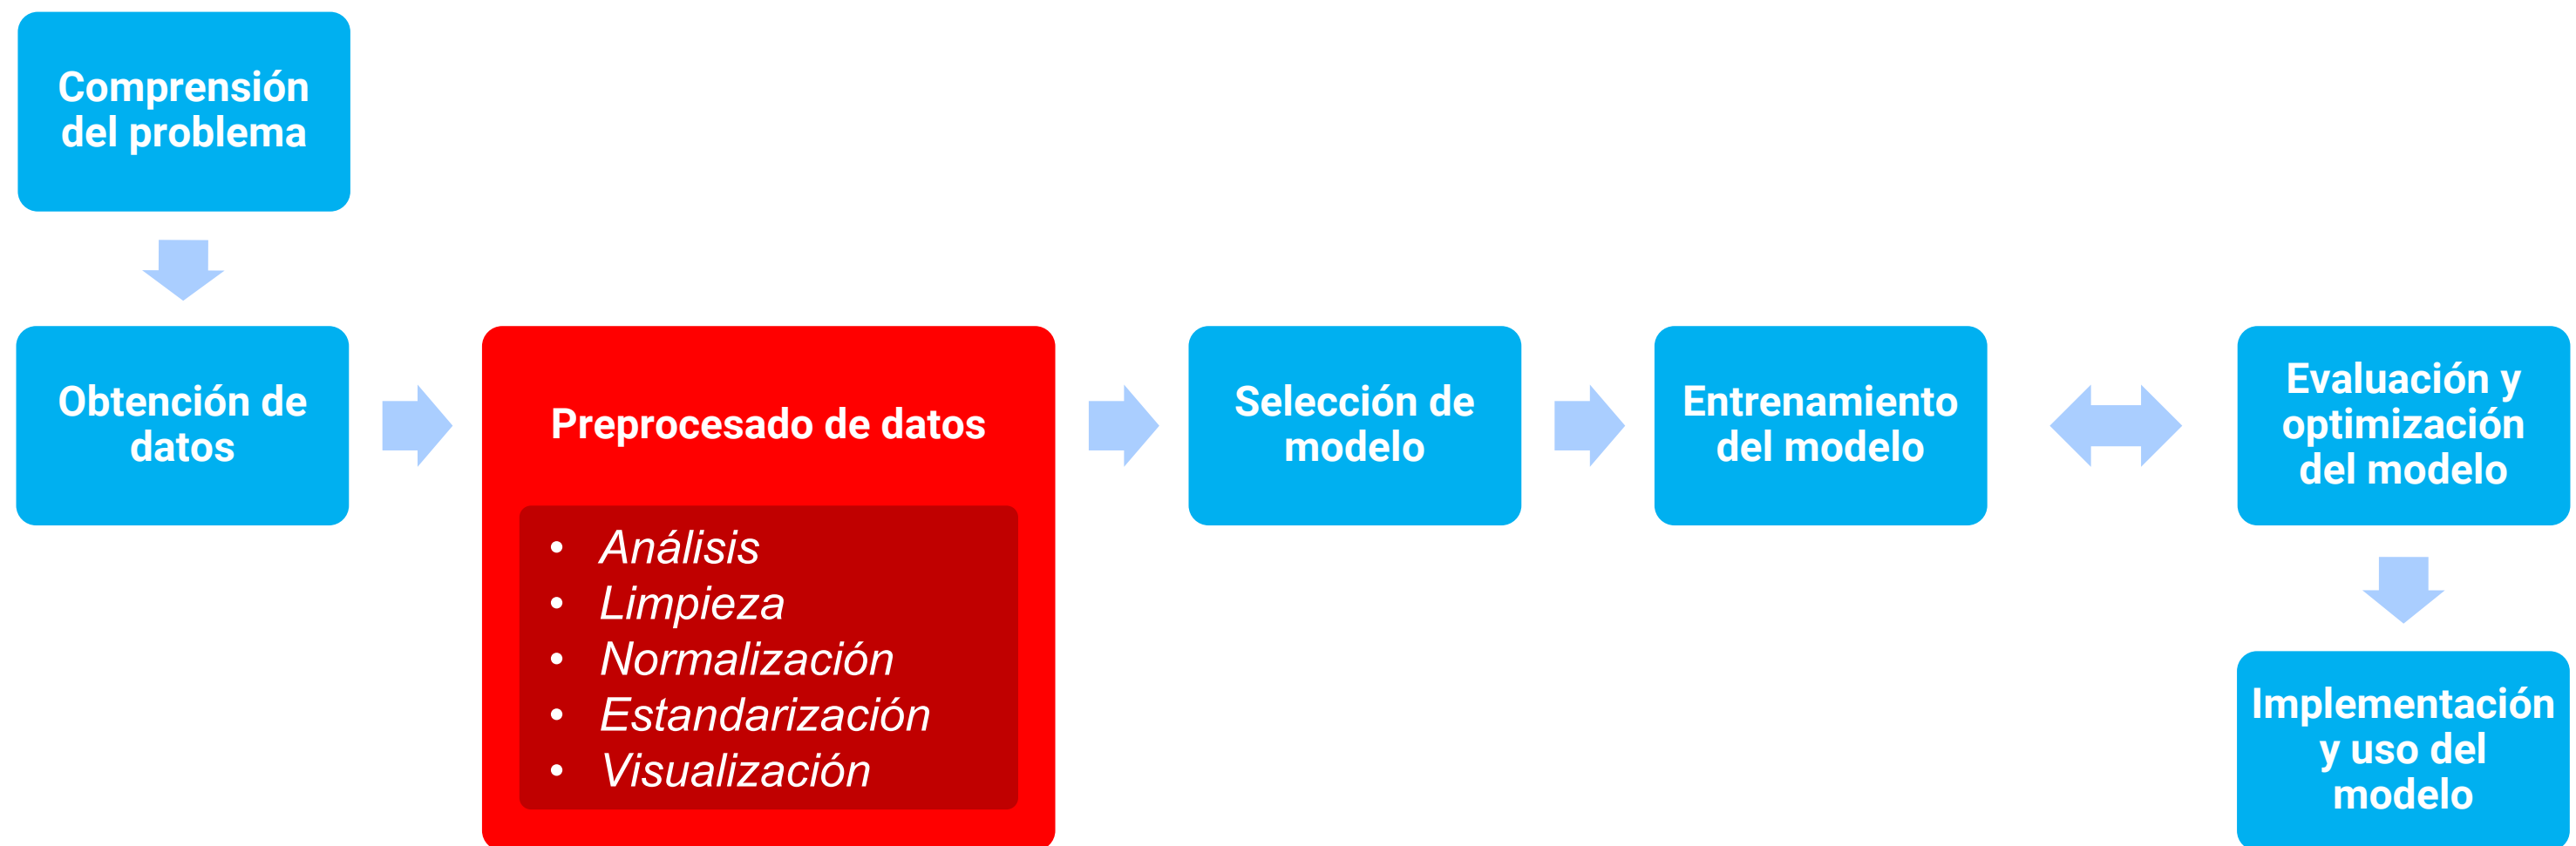 Comprensión
del problema
Obtención de
datos
Preprocesado de datos
• Análisis
• Limpieza
• Normalización
• Estandarización
• Visualización
Selección de
modelo
Entrenamiento
del modelo
Evaluación y
optimización
del modelo
Implementación
y uso del
modelo